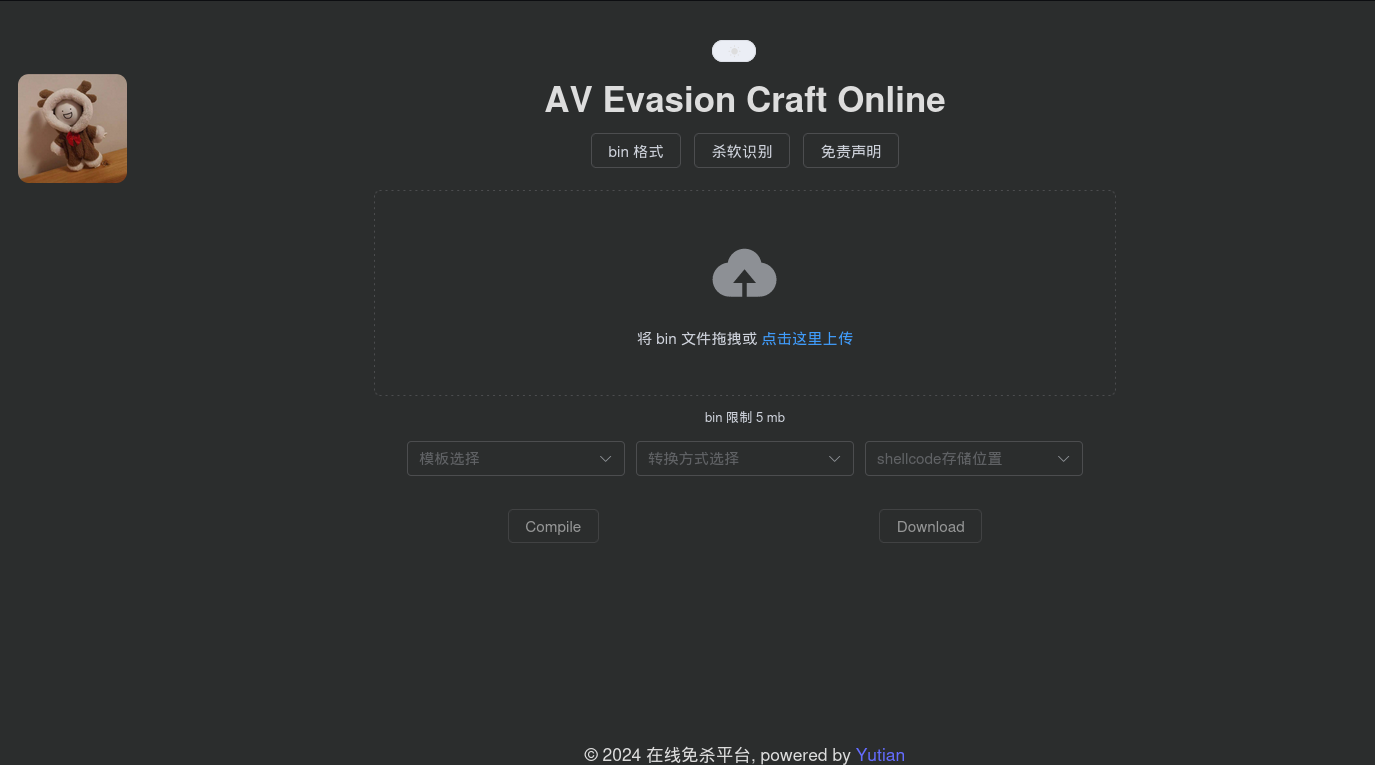 AV Evasion Craft Online
bin 格式 杀软识别 免责声明
将 bin 文件拖拽或 点击这里上传
bin 限制 5 mb
模板选择 转换方式选择 shellcode存储位置
Compile Download
© 2024 在线免杀平台, powered by Yutian